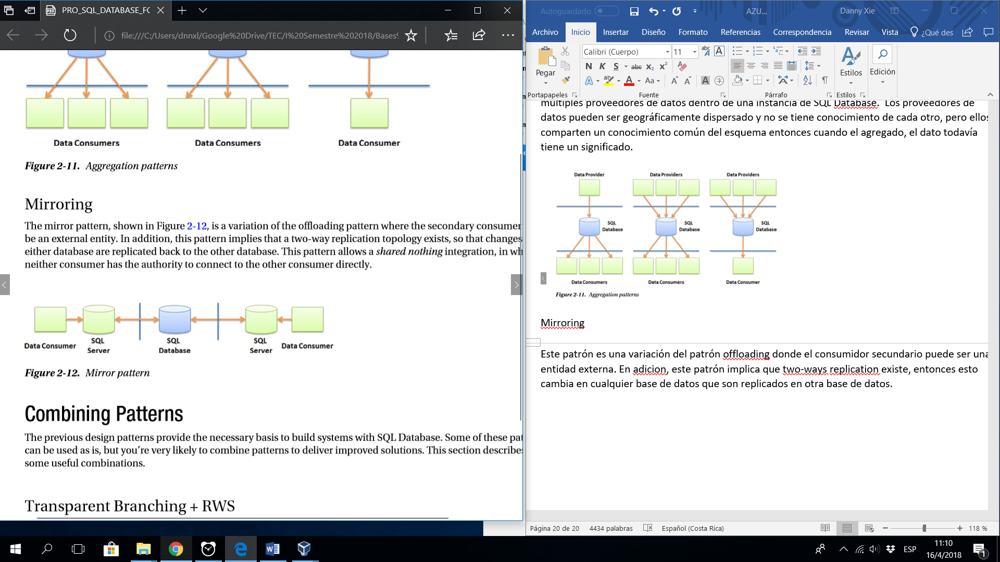 PRO_SQL_DATABASE_FC
file:///C:/Users/dnnxl/Google%20Drive/TEC/I%20Semestre%202018/Bases%
Data Consumers
Data Consumers
Data Consumer
Figure 2-11. Aggregation patterns
Mirroring
The mirror pattern, shown in Figure 2-12, is a variation of the offloading pattern where the secondary consumer
be an external entity. In addition, this pattern implies that a two-way replication topology exists, so that changes
either database are replicated back to the other database. This pattern allows a shared nothing integration, in wh
neither consumer has the authority to connect to the other consumer directly.
Data Consumer
SQL Server
SQL Database
SQL Server
Data Consumer
Figure 2-12. Mirror pattern
Combining Patterns
The previous design patterns provide the necessary basis to build systems with SQL Database. Some of these pat
can be used as is, but you're very likely to combine patterns to deliver improved solutions. This section describes
some useful combinations.
Transparent Branching + RWS
Autoguardado
AZU...
Danny Xie
Archivo Inicio Insertar Diseño Formato Referencias Correspondencia Revisar Vista ¿Qué des
Pegar
Calibri (Cuerpo) 11
N K S abc x₂ x²
Aa
Estilos
Edición
Portapapeles Fuente Párrafo Estilos
múltiples proveedores de datos dentro de una instancia de SQL Database. Los proveedores de
datos pueden ser geográficamente dispersado y no se tiene conocimiento de cada otro, pero ellos
comparten un conocimiento común del esquema entonces cuando el agregado, el dato todavía
tiene un significado.
Data Provider
Data Providers
Data Providers
SQL Database
SQL Database
SQL Database
Data Consumers
Data Consumers
Data Consumer
Figure 2-11. Aggregation patterns
Mirroring
Este patrón es una variación del patrón offloading donde el consumidor secundario puede ser una
entidad externa. En adicion, este patrón implica que two-ways replication existe, entonces esto
cambia en cualquier base de datos que son replicados en otra base de datos.
Página 20 de 20 4434 palabras Español (Costa Rica) 118 %
ESP
11:10
16/4/2018
1